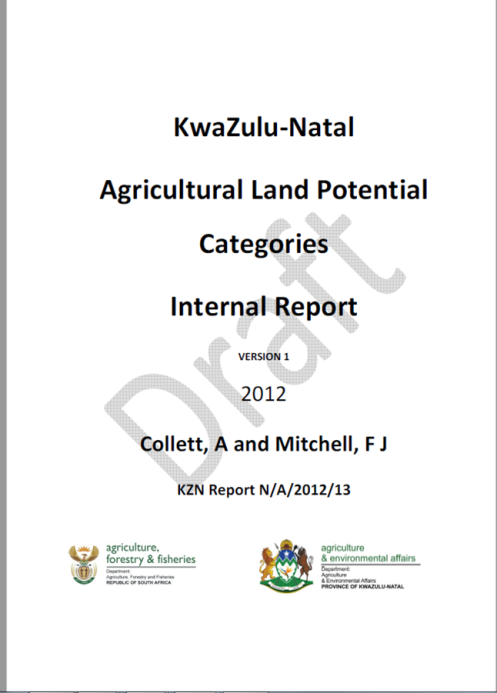 KwaZulu-Natal
Agricultural Land Potential
Categories
Internal Report
VERSION 1
2012
Collett, A and Mitchell, F J
KZN Report N/A/2012/13
Draft
agriculture,
forestry & fisheries
Department:
Agriculture, Forestry and Fisheries
REPUBLIC OF SOUTH AFRICA
agriculture
& environmental affairs
Department:
Agriculture
& Environmental Affairs
PROVINCE OF KWAZULU-NATAL